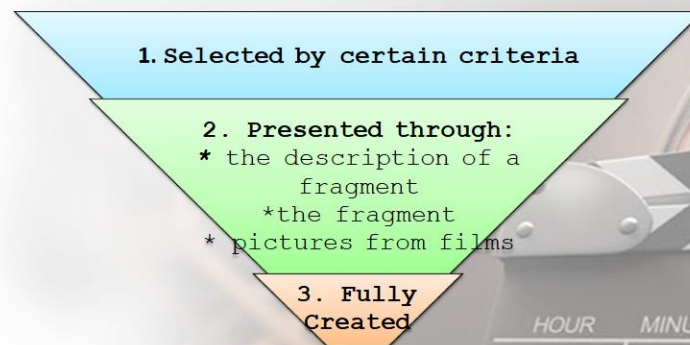 1. Selected by certain criteria
2. Presented through:
* the description of a
fragment
*the fragment
* pictures from films
3. Fully
Created
HOUR